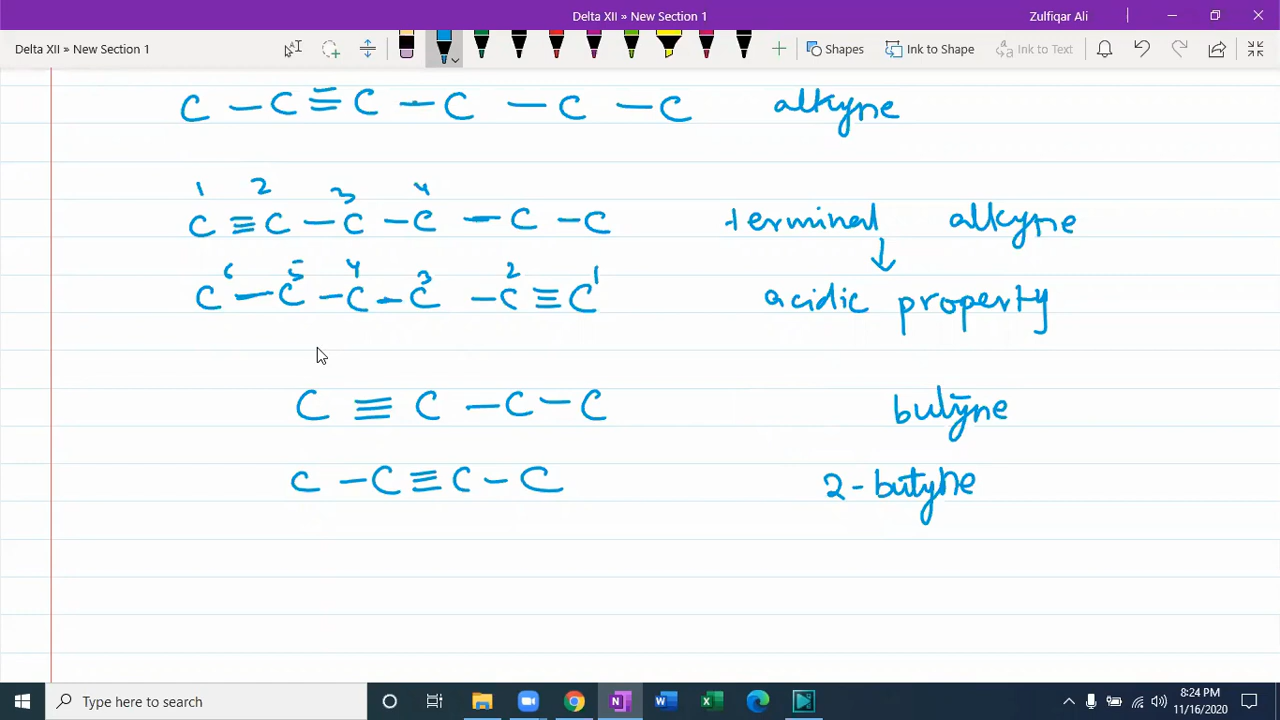 Delta XII » New Section 1
Zulfiqar Ali
Delta XII » New Section 1
Shapes
Ink to Shape
Ink to Text
C — C ≡ C — C — C — C alkyne
1 2 3 4
C ≡ C — C — C — C — C terminal alkyne
↓
6 5 4 3 2 1
C — C — C — C — C ≡ C acidic property
C ≡ C — C — C butyne
C — C ≡ C — C 2-butyne
Type here to search
8:24 PM
11/16/2020